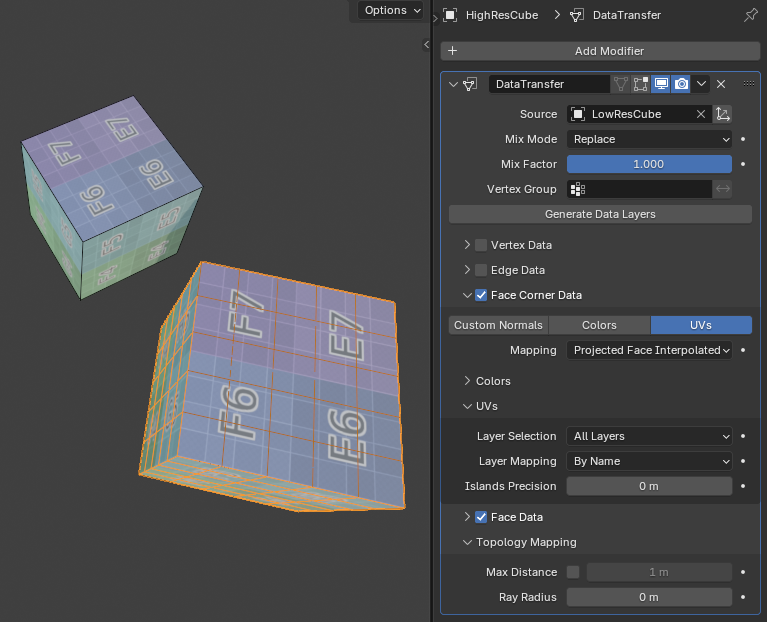 Options
HighResCube > DataTransfer
+ Add Modifier
DataTransfer
Source LowResCube
Mix Mode Replace
Mix Factor 1.000
Vertex Group
Generate Data Layers
Vertex Data
Edge Data
Face Corner Data
Custom Normals Colors UVs
Mapping Projected Face Interpolated
Colors
UVs
Layer Selection All Layers
Layer Mapping By Name
Islands Precision 0 m
Face Data
Topology Mapping
Max Distance 1 m
Ray Radius 0 m
F7 E7
F6 E6
F7 E7
F6 E6